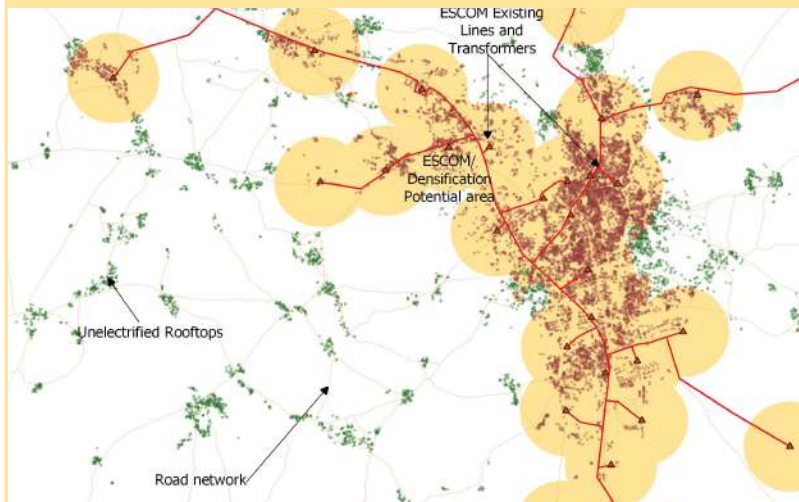 ESCOM Existing
Lines and
Transformers
ESCOM/
Densification
Potential area
Unelectrified Rooftops
Road network